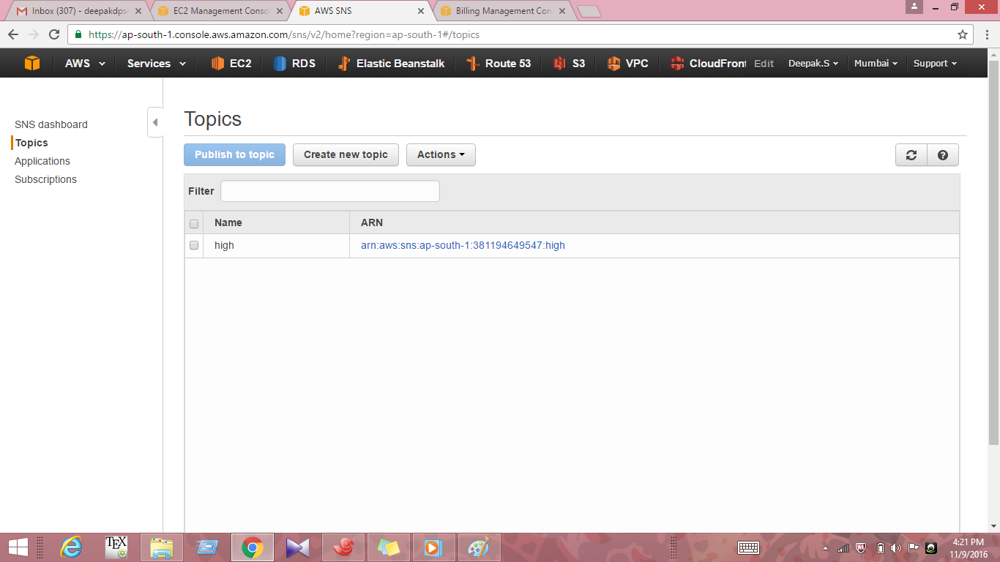 Inbox (307) - deepakdps EC2 Management Conso AWS SNS Billing Management Con
https://ap-south-1.console.aws.amazon.com/sns/v2/home?region=ap-south-1#/topics
AWS Services EC2 RDS Elastic Beanstalk Route 53 S3 VPC CloudFront Edit Deepak.S Mumbai Support
SNS dashboard
Topics
Applications
Subscriptions
Topics
Publish to topic Create new topic Actions
Filter
Name ARN
high arn:aws:sns:ap-south-1:381194649547:high
TEX
4:21 PM
11/9/2016